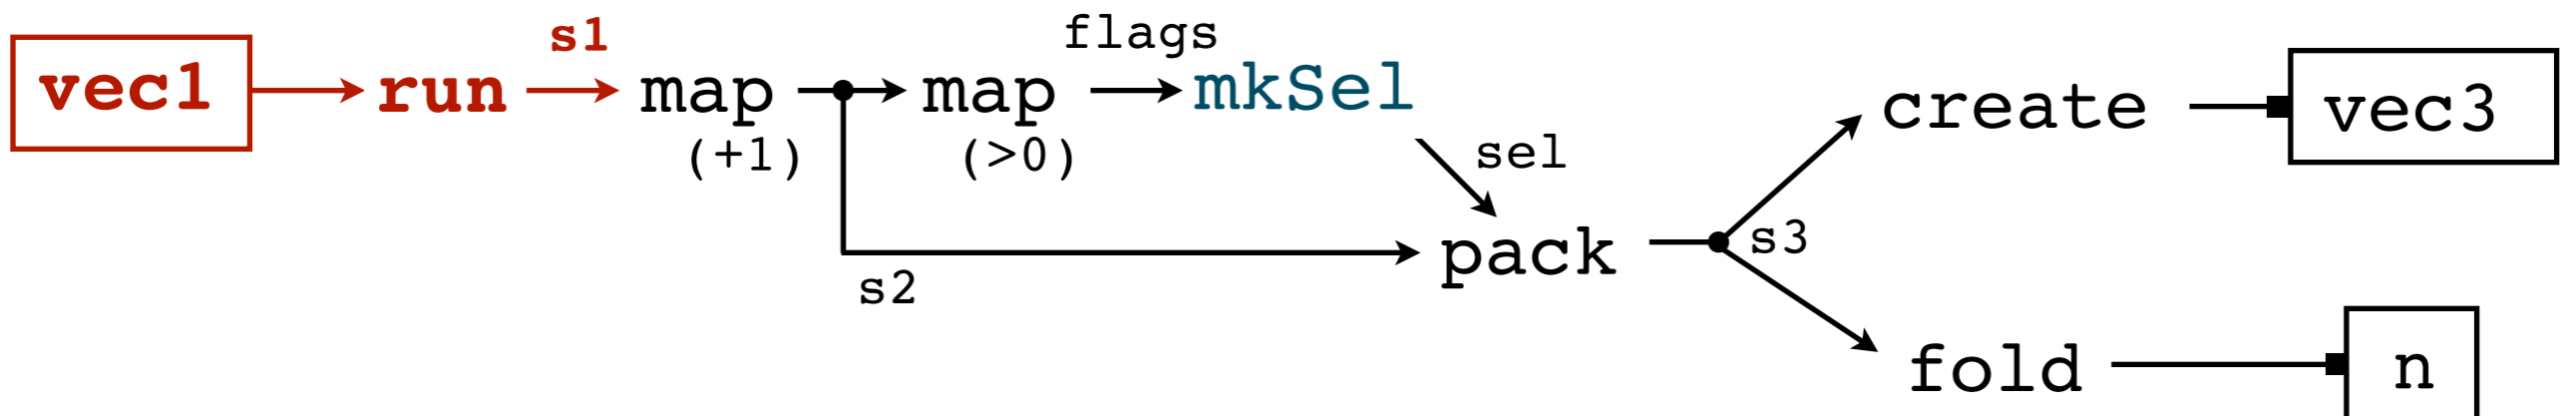 s1 flags
vec1 run map map mkSel create vec3
(+1) (>0) sel
pack s3
s2
fold n